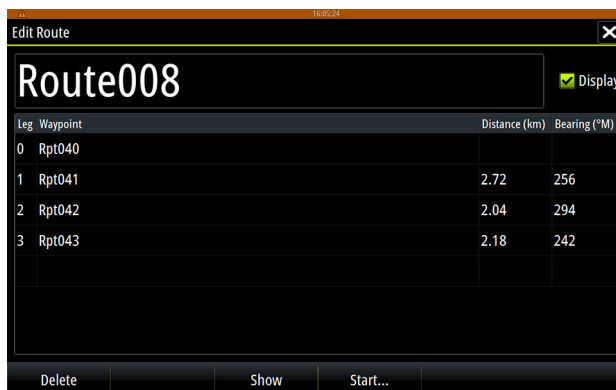 16:05:24
Edit Route
Route008
Display
Leg Waypoint Distance (km) Bearing (°M)
0 Rpt040
1 Rpt041 2.72 256
2 Rpt042 2.04 294
3 Rpt043 2.18 242
Delete Show Start...